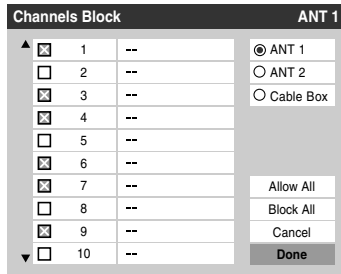 Channels Block ANT 1
1 -- ANT 1
2 -- ANT 2
3 -- Cable Box
4 --
5 --
6 --
7 -- Allow All
8 -- Block All
9 -- Cancel
10 -- Done